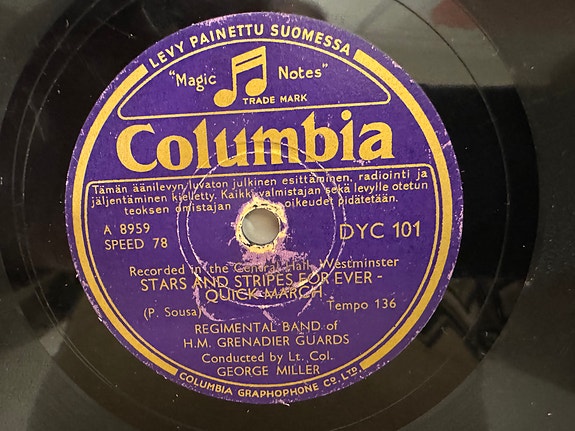 LEVY PAINETTU SUOMESSA
"Magic Notes"
TRADE MARK
Columbia
Tämän äänilevyn luvaton julkinen esittäminen, radiointi ja
jäljentäminen kielletty. Kaikki valmistajan sekä levylle otetun
teoksen omistajan oikeudet pidätetään.
A 8959
DYC 101
SPEED 78
Recorded in the Central Hall, Westminster
STARS AND STRIPES FOR EVER -
QUICK MARCH
(P. Sousa) Tempo 136
REGIMENTAL BAND of
H.M. GRENADIER GUARDS
Conducted by Lt. Col.
GEORGE MILLER
COLUMBIA GRAPHOPHONE CO. LTD.